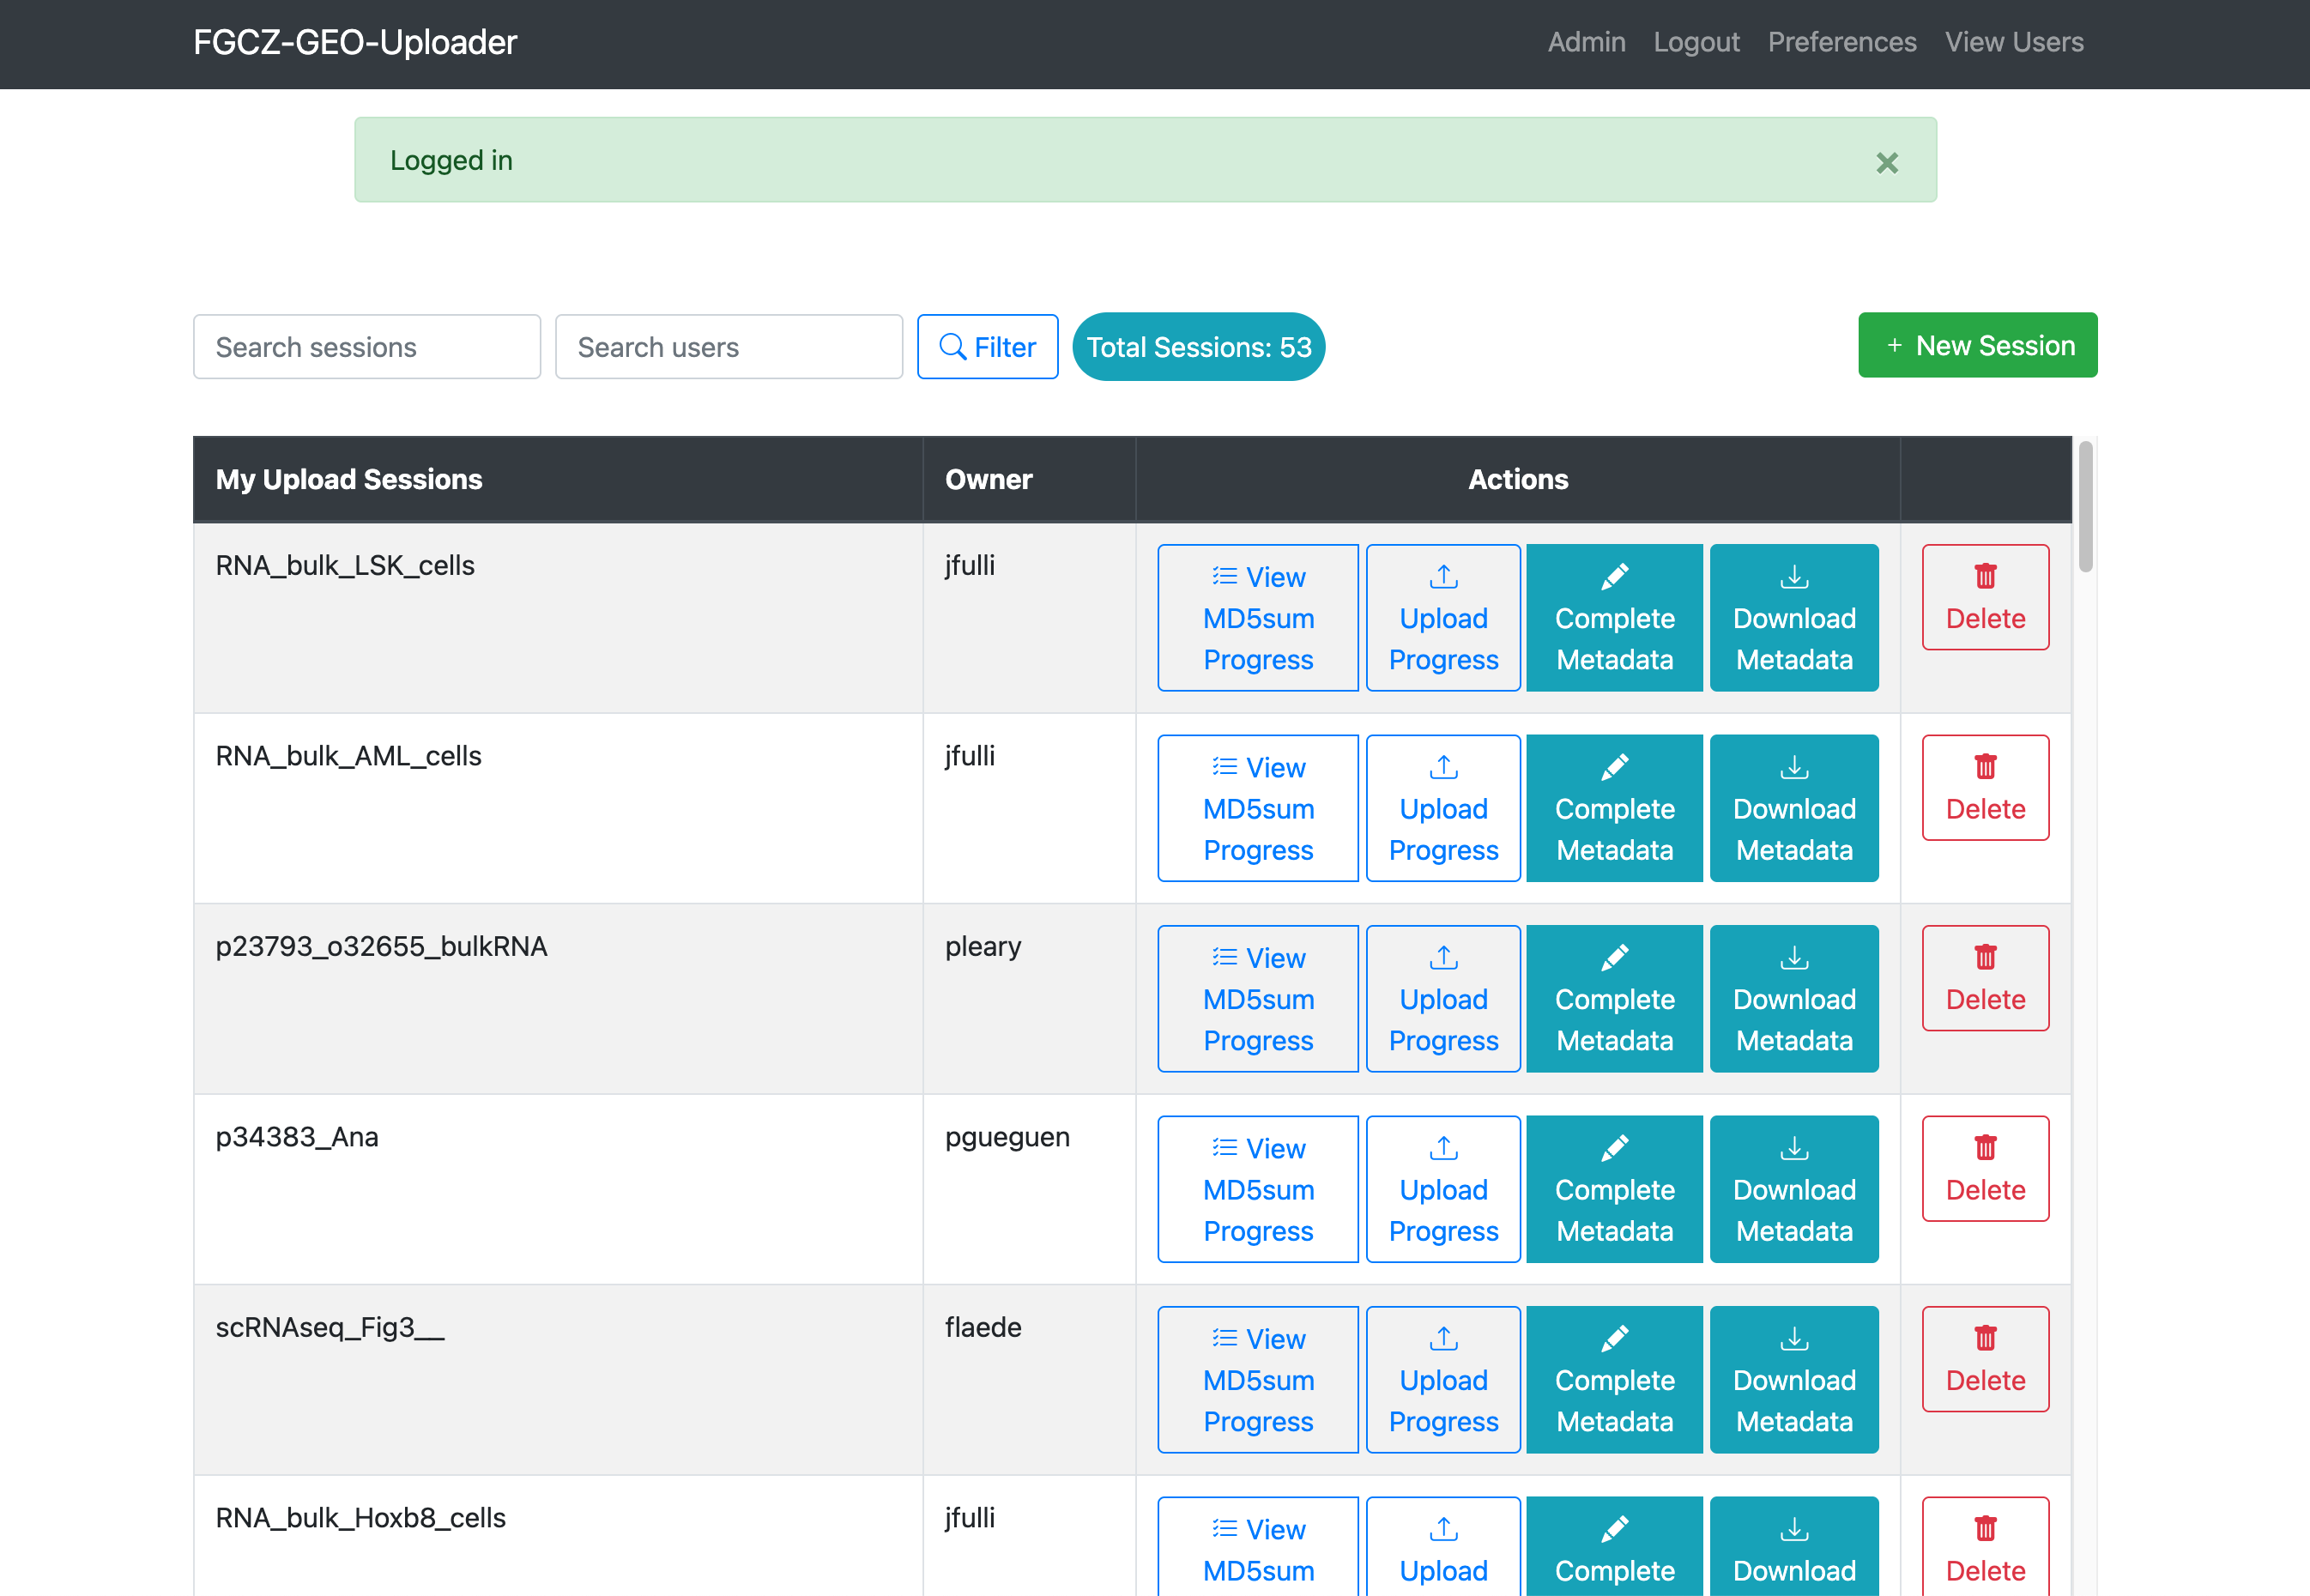 FGCZ-GEO-Uploader Admin Logout Preferences View Users
Logged in ×
Search sessions Search users Filter Total Sessions: 53 + New Session
My Upload Sessions Owner Actions
RNA_bulk_LSK_cells jfulli View MD5sum Progress Upload Progress Complete Metadata Download Metadata Delete
RNA_bulk_AML_cells jfulli View MD5sum Progress Upload Progress Complete Metadata Download Metadata Delete
p23793_o32655_bulkRNA pleary View MD5sum Progress Upload Progress Complete Metadata Download Metadata Delete
p34383_Ana pgueguen View MD5sum Progress Upload Progress Complete Metadata Download Metadata Delete
scRNAseq_Fig3__ flaede View MD5sum Progress Upload Progress Complete Metadata Download Metadata Delete
RNA_bulk_Hoxb8_cells jfulli View MD5sum Upload Complete Download Delete